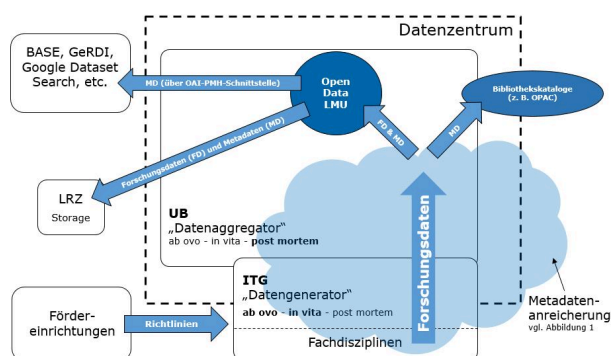 Datenzentrum
BASE, GeRDI,
Google Dataset
Search, etc.
MD (über OAI-PMH-Schnittstelle)
Open
Data
LMU
Bibliothekskataloge
(z. B. OPAC)
FD & MD
MD
Forschungsdaten (FD) und Metadaten (MD)
LRZ
Storage
UB
„Datenaggregator“
ab ovo - in vita - post mortem
Forschungsdaten
ITG
„Datengenerator“
ab ovo - in vita - post mortem
Fachdisziplinen
Metadaten-
anreicherung
vgl. Abbildung 1
Förder-
einrichtungen
Richtlinien